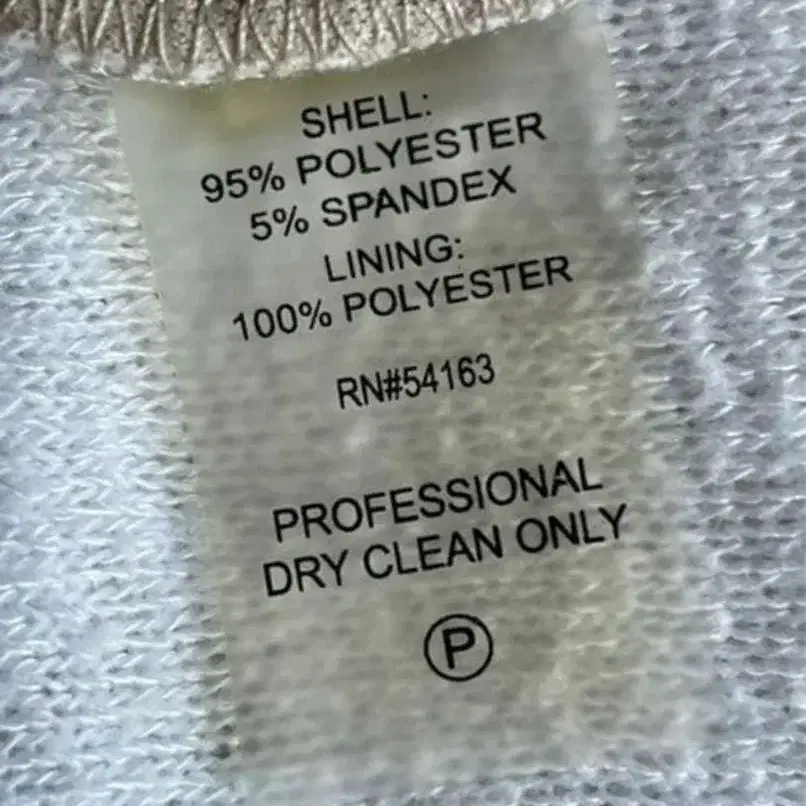 SHELL:
95% POLYESTER
5% SPANDEX
LINING:
100% POLYESTER
RN#54163
PROFESSIONAL
DRY CLEAN ONLY
P